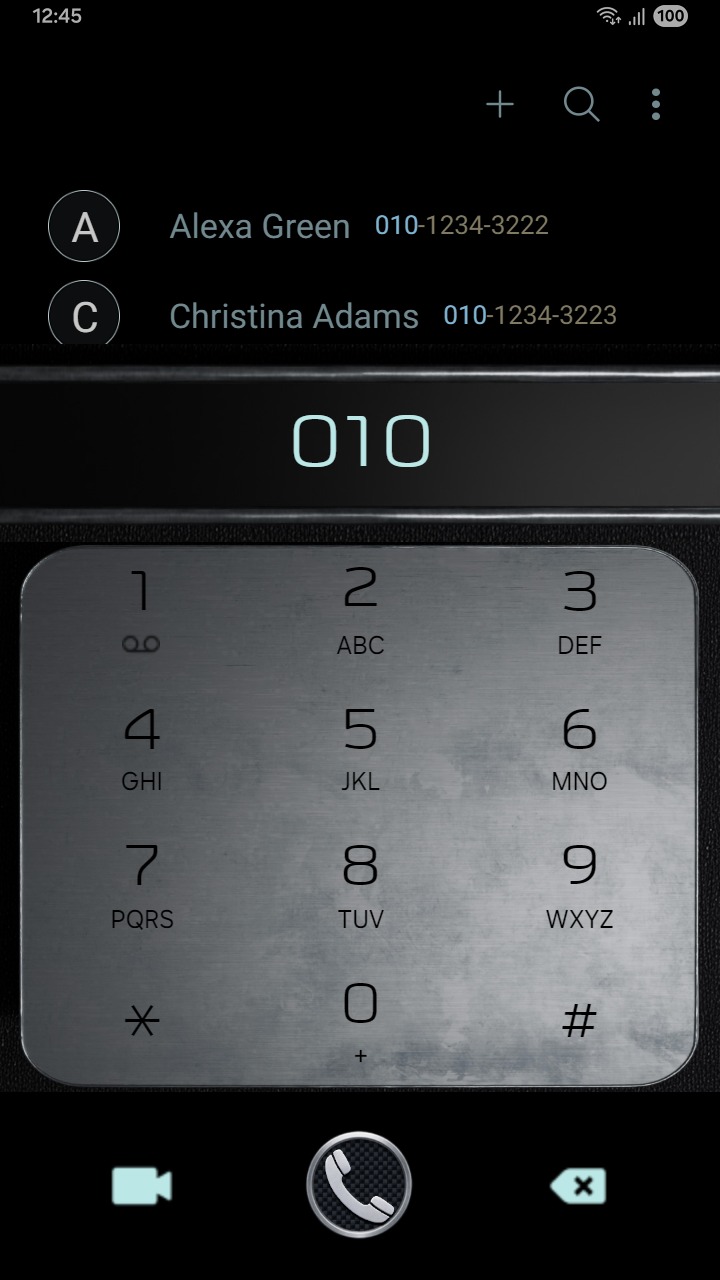 12:45 100
A Alexa Green 010-1234-3222
C Christina Adams 010-1234-3223
010
1 2 3
ABC DEF
4 5 6
GHI JKL MNO
7 8 9
PQRS TUV WXYZ
* 0 #
+